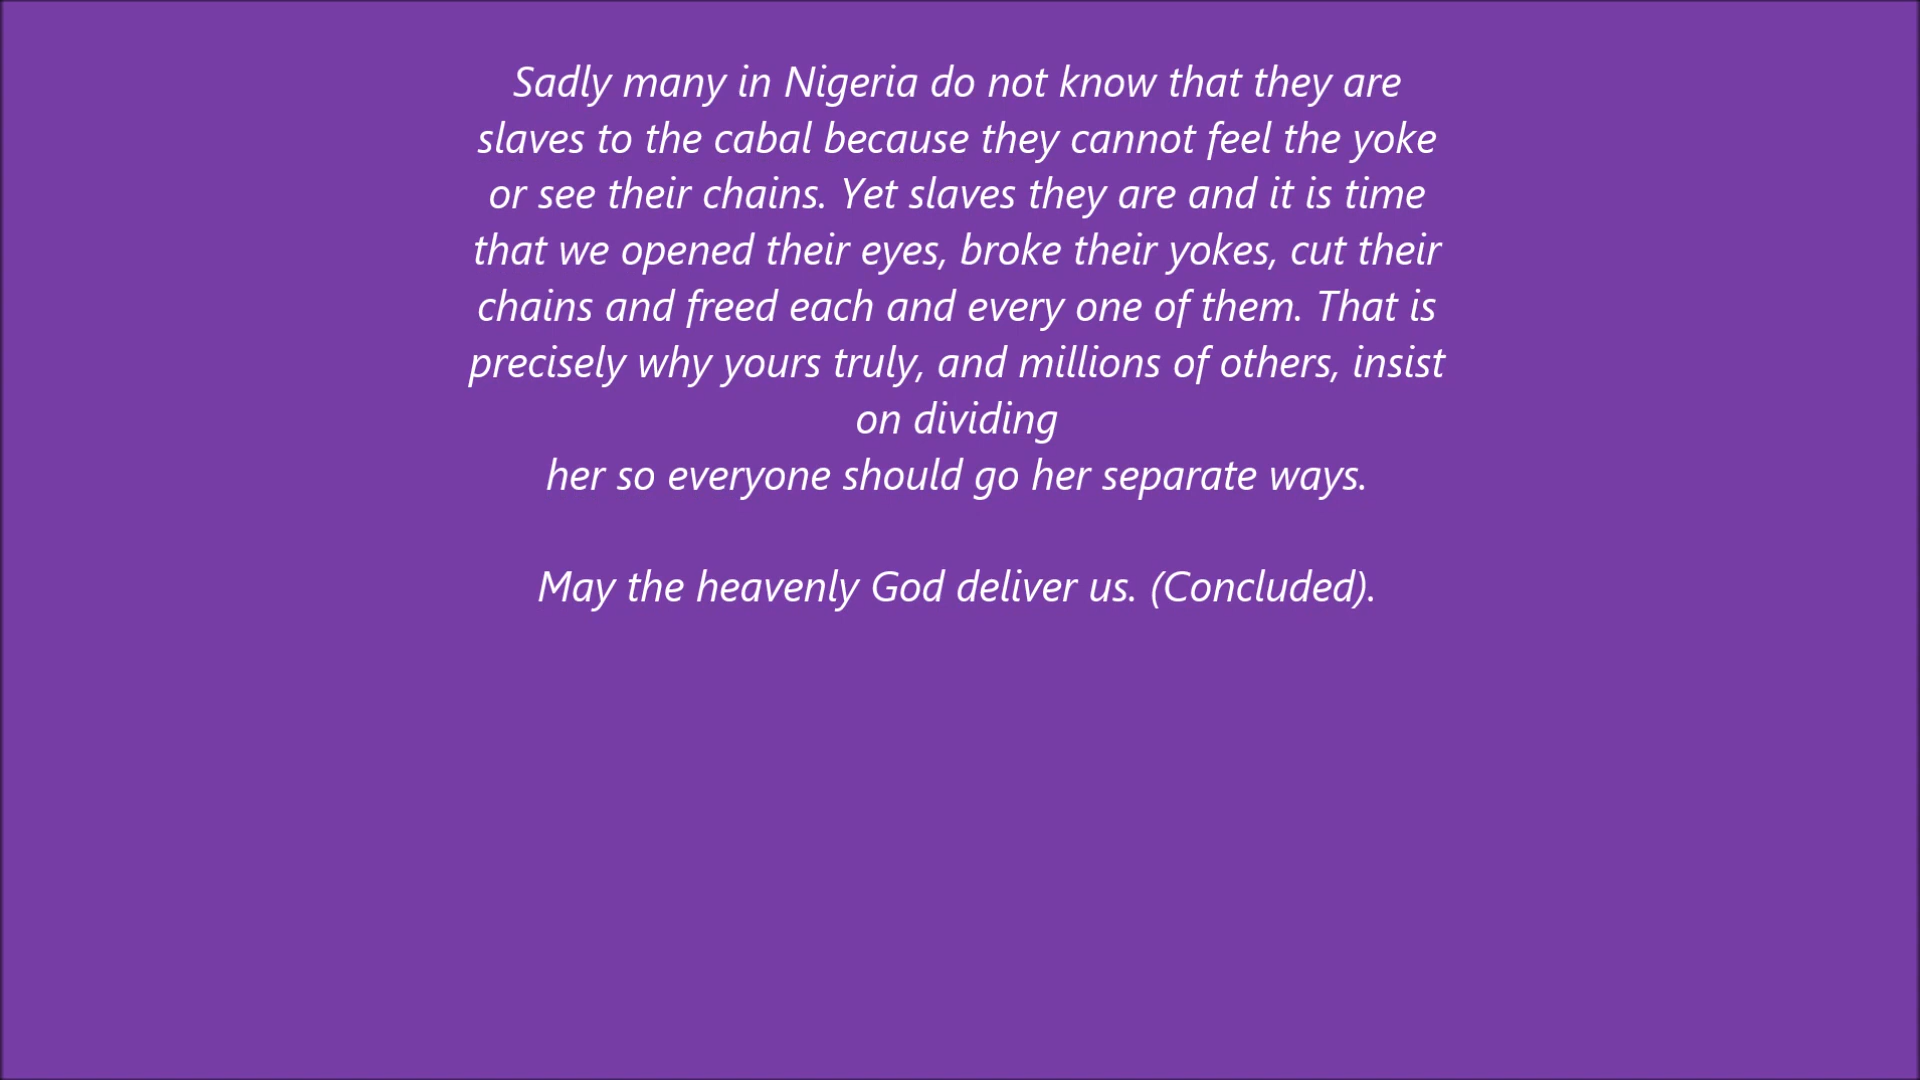 Sadly many in Nigeria do not know that they are
slaves to the cabal because they cannot feel the yoke
or see their chains. Yet slaves they are and it is time
that we opened their eyes, broke their yokes, cut their
chains and freed each and every one of them. That is
precisely why yours truly, and millions of others, insist
on dividing
her so everyone should go her separate ways.
May the heavenly God deliver us. (Concluded).